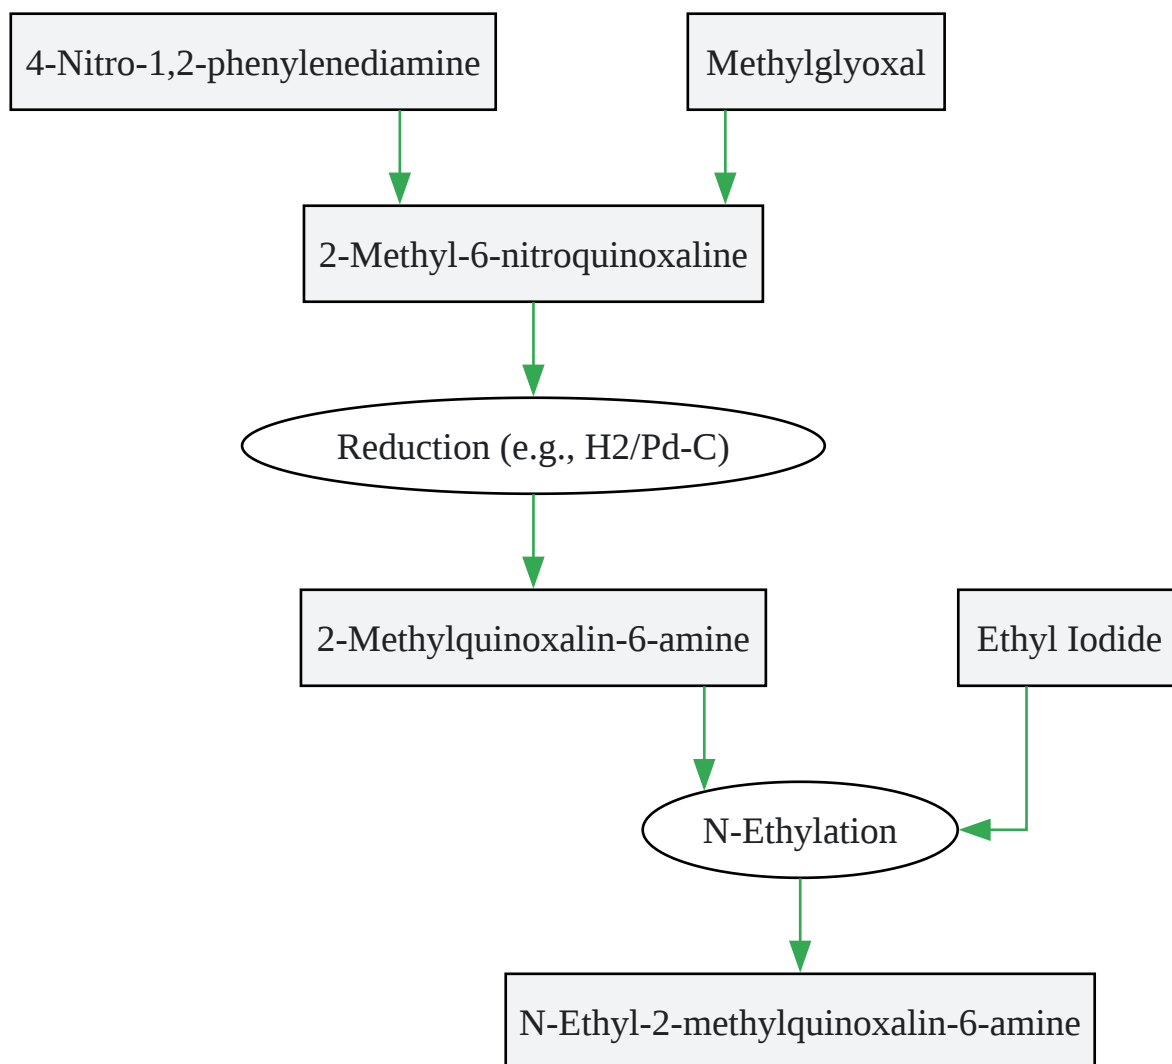 4-Nitro-1,2-phenylenediamine
Methylglyoxal
2-Methyl-6-nitroquinoxaline
Reduction (e.g., H2/Pd-C)
2-Methylquinoxalin-6-amine
Ethyl Iodide
N-Ethylation
N-Ethyl-2-methylquinoxalin-6-amine